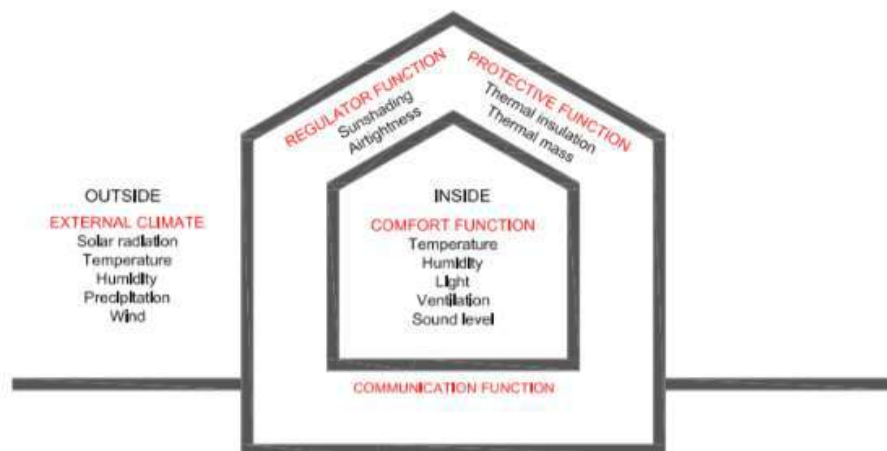 REGULATOR FUNCTION
Sunshading
Airtightness
PROTECTIVE FUNCTION
Thermal insulation
Thermal mass
OUTSIDE
EXTERNAL CLIMATE
Solar radiation
Temperature
Humidity
Precipitation
Wind
INSIDE
COMFORT FUNCTION
Temperature
Humidity
Light
Ventilation
Sound level
COMMUNICATION FUNCTION